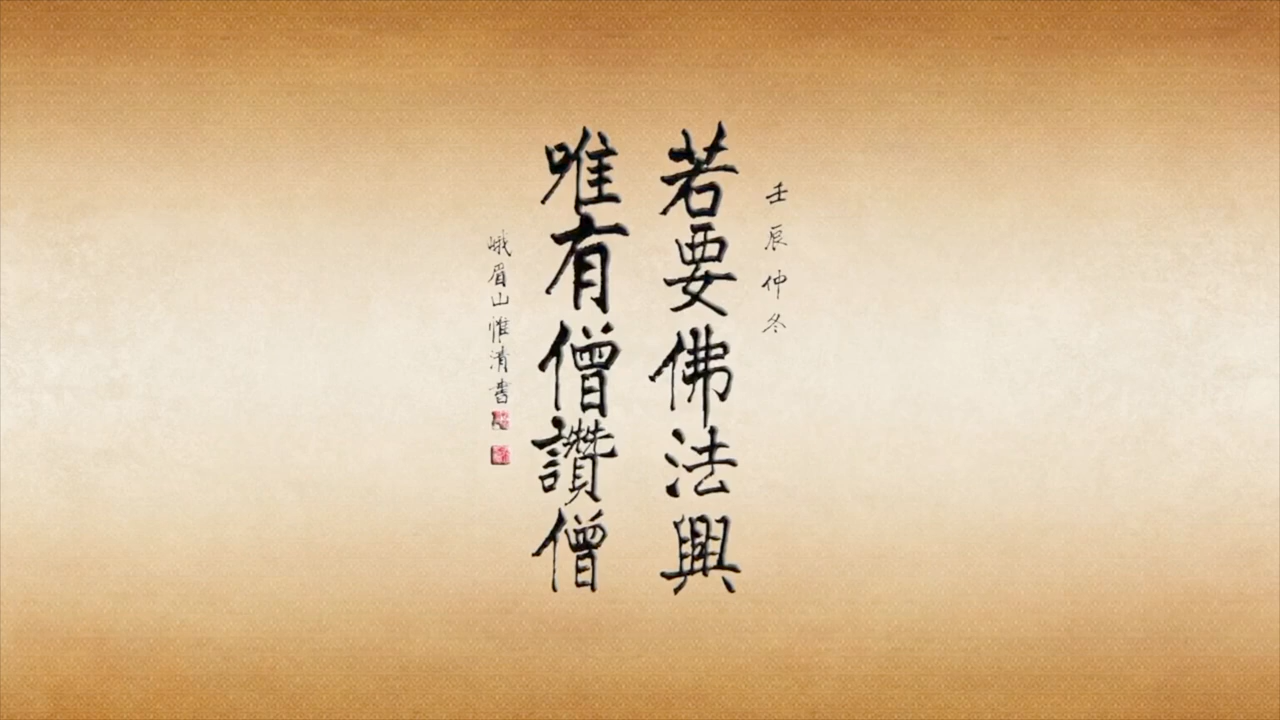 壬辰仲冬
若要佛法興
唯有僧讚僧
峨眉山惟清書